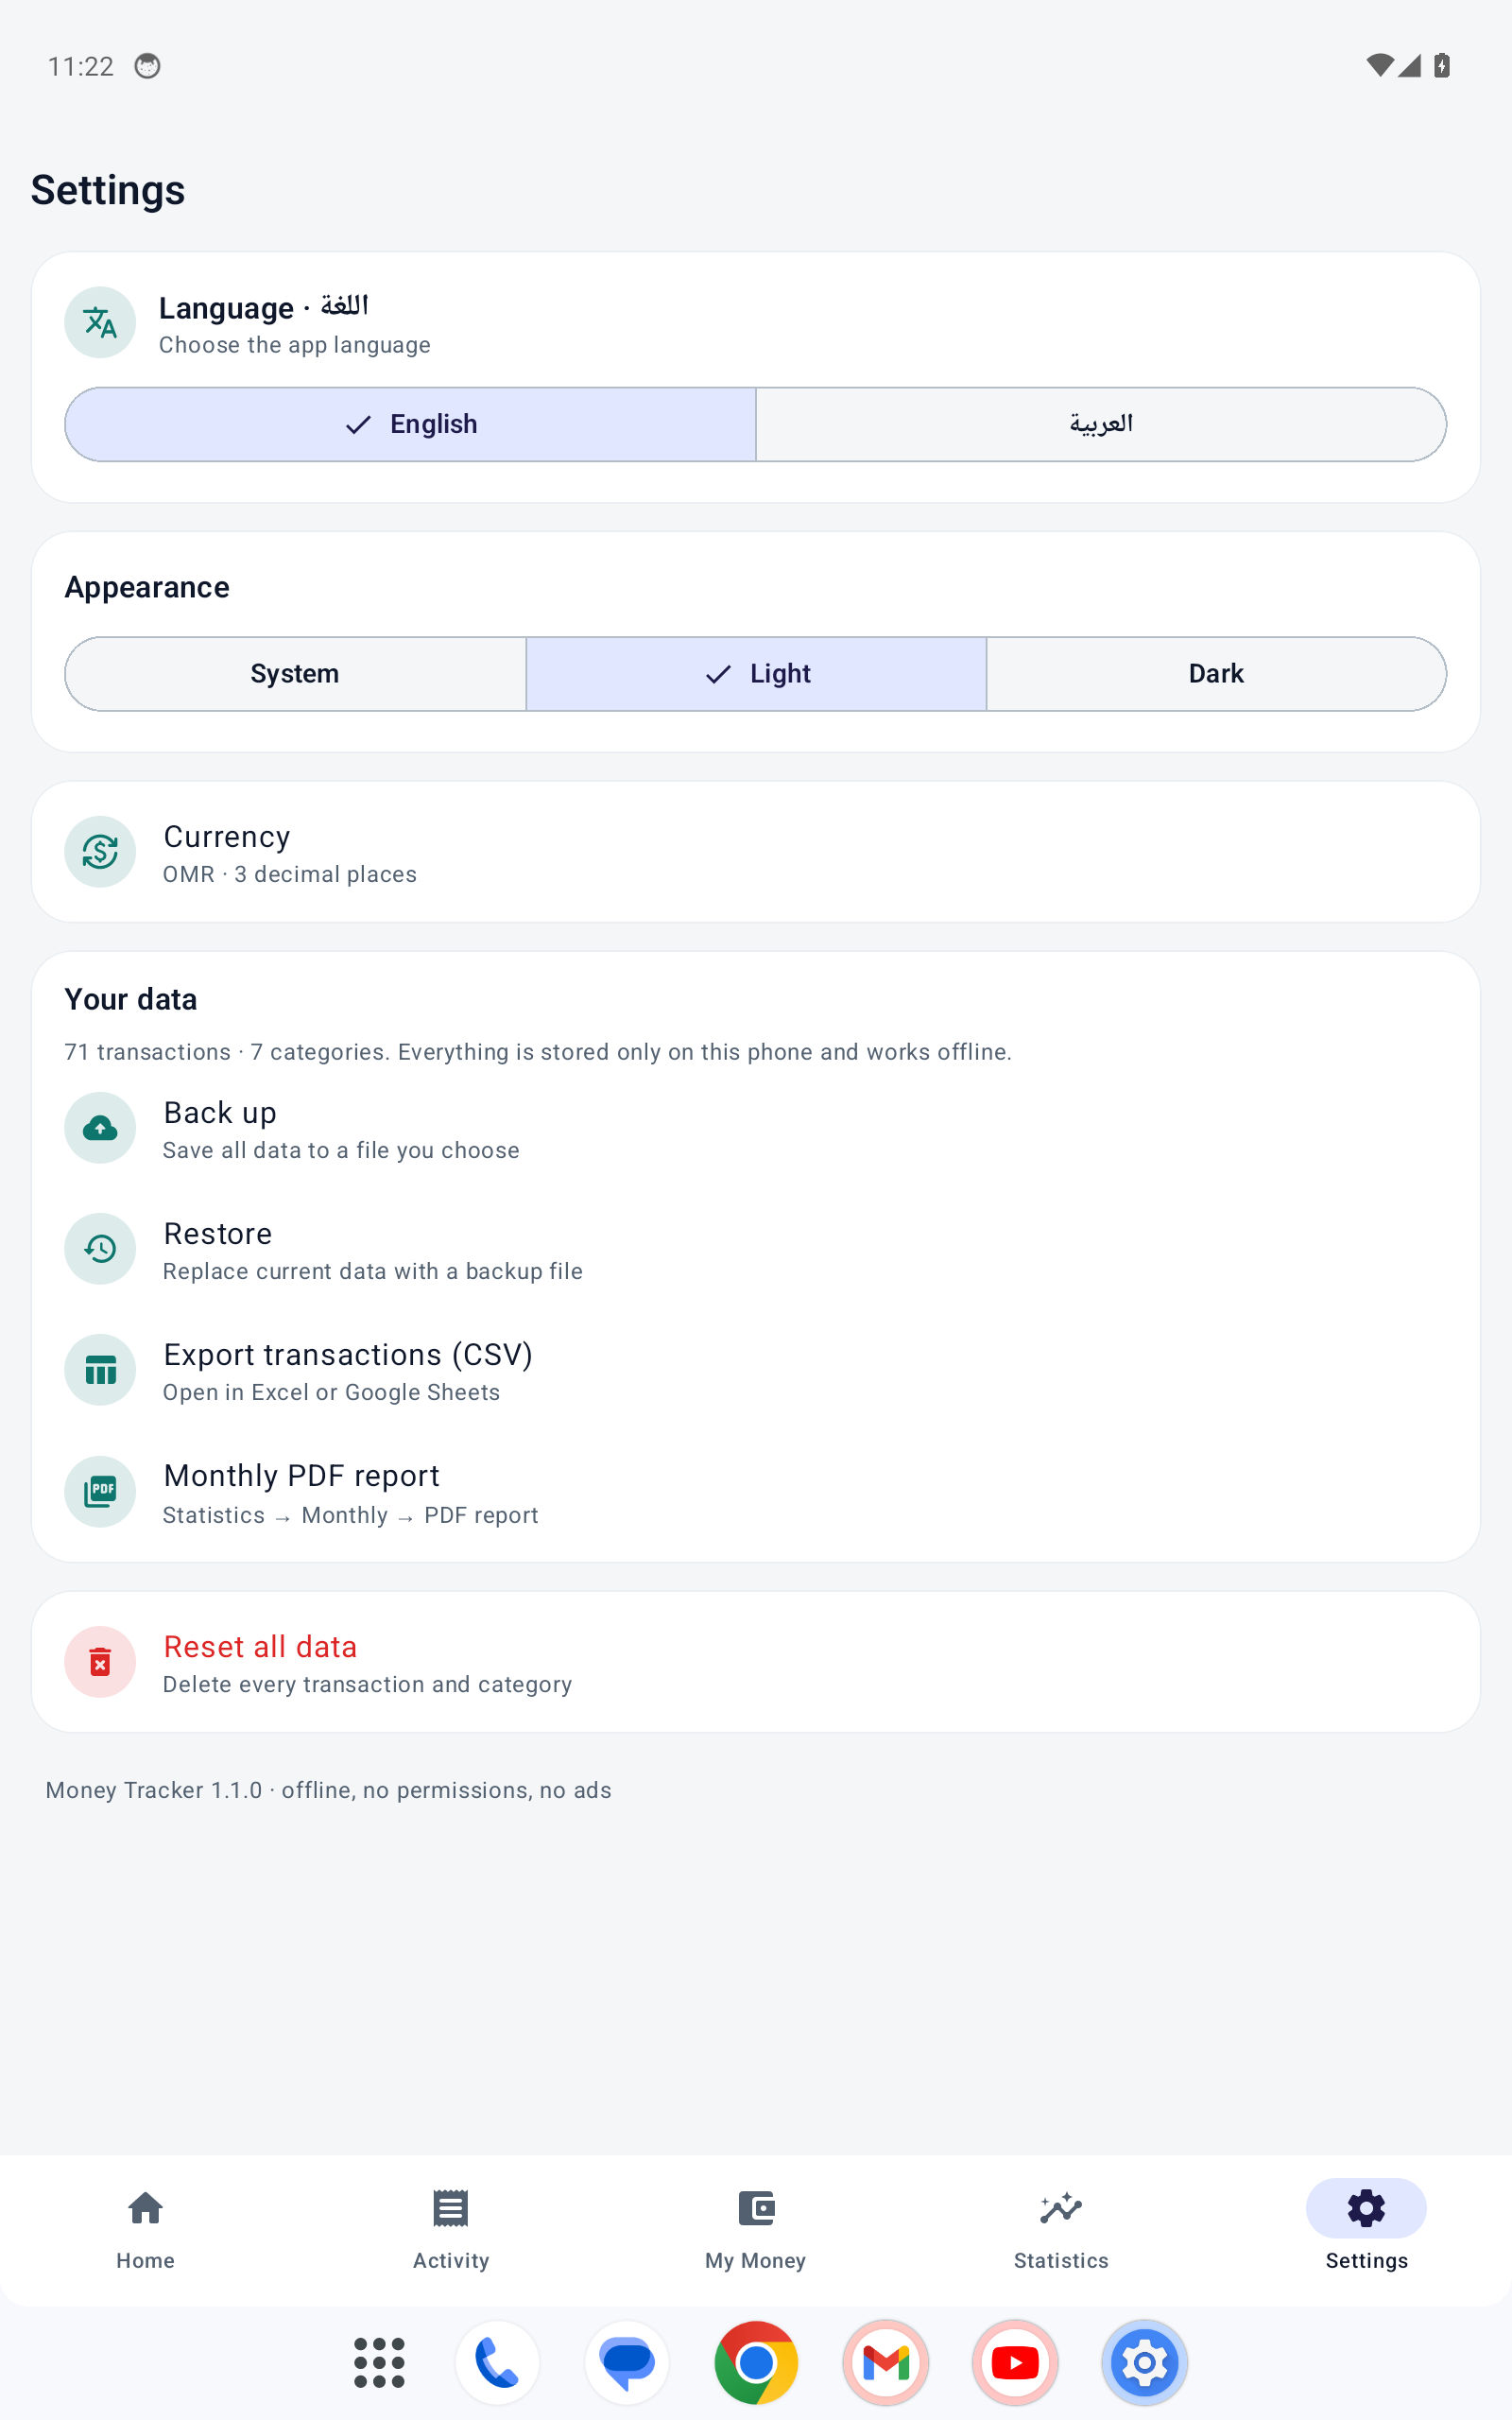 11:22
Settings
Language · اللغة
Choose the app language
English
العربية
Appearance
System
Light
Dark
Currency
OMR · 3 decimal places
Your data
71 transactions · 7 categories. Everything is stored only on this phone and works offline.
Back up
Save all data to a file you choose
Restore
Replace current data with a backup file
Export transactions (CSV)
Open in Excel or Google Sheets
PDF
Monthly PDF report
Statistics → Monthly → PDF report
Reset all data
Delete every transaction and category
Money Tracker 1.1.0 · offline, no permissions, no ads
Home
Activity
My Money
Statistics
Settings